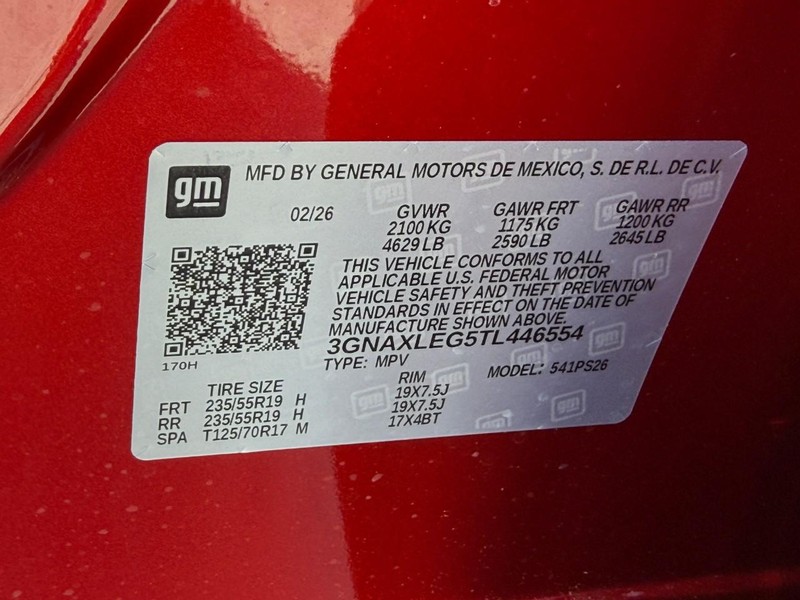 gm
MFD BY GENERAL MOTORS DE MEXICO, S. DE R.L. DE C.V.
02/26 GVWR GAWR FRT GAWR RR
2100 KG 1175 KG 1200 KG
4629 LB 2590 LB 2645 LB
THIS VEHICLE CONFORMS TO ALL
APPLICABLE U.S. FEDERAL MOTOR
VEHICLE SAFETY AND THEFT PREVENTION
STANDARDS IN EFFECT ON THE DATE OF
MANUFACTURE SHOWN ABOVE.
3GNAXLEG5TL446554
170H
TYPE: MPV MODEL: 541PS26
TIRE SIZE RIM
FRT 235/55R19 H 19X7.5J
RR 235/55R19 H 19X7.5J
SPA T125/70R17 M 17X4BT